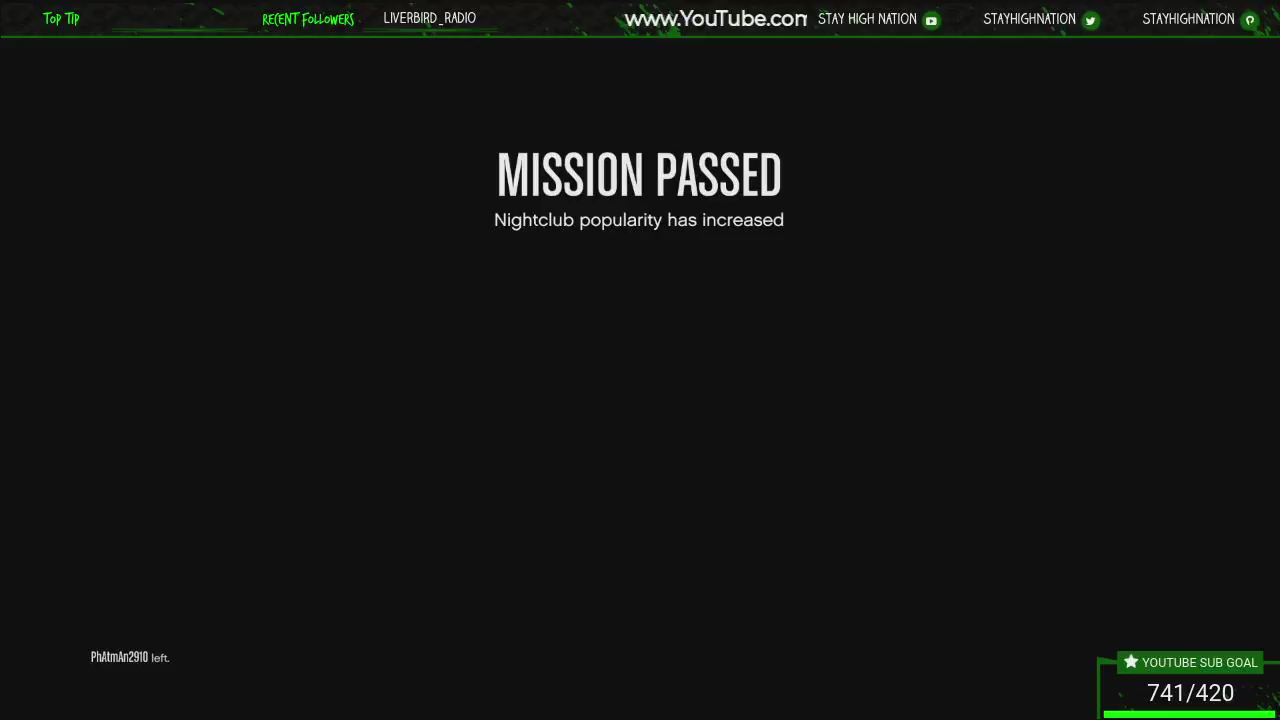 TOP TIP
RECENT FOLLOWERS
LIVERBIRD_RADIO
www.YouTube.com
STAY HIGH NATION
STAYHIGHNATION
STAYHIGHNATION
MISSION PASSED
Nightclub popularity has increased
PhAtmAn2910 left.
YOUTUBE SUB GOAL
741/420